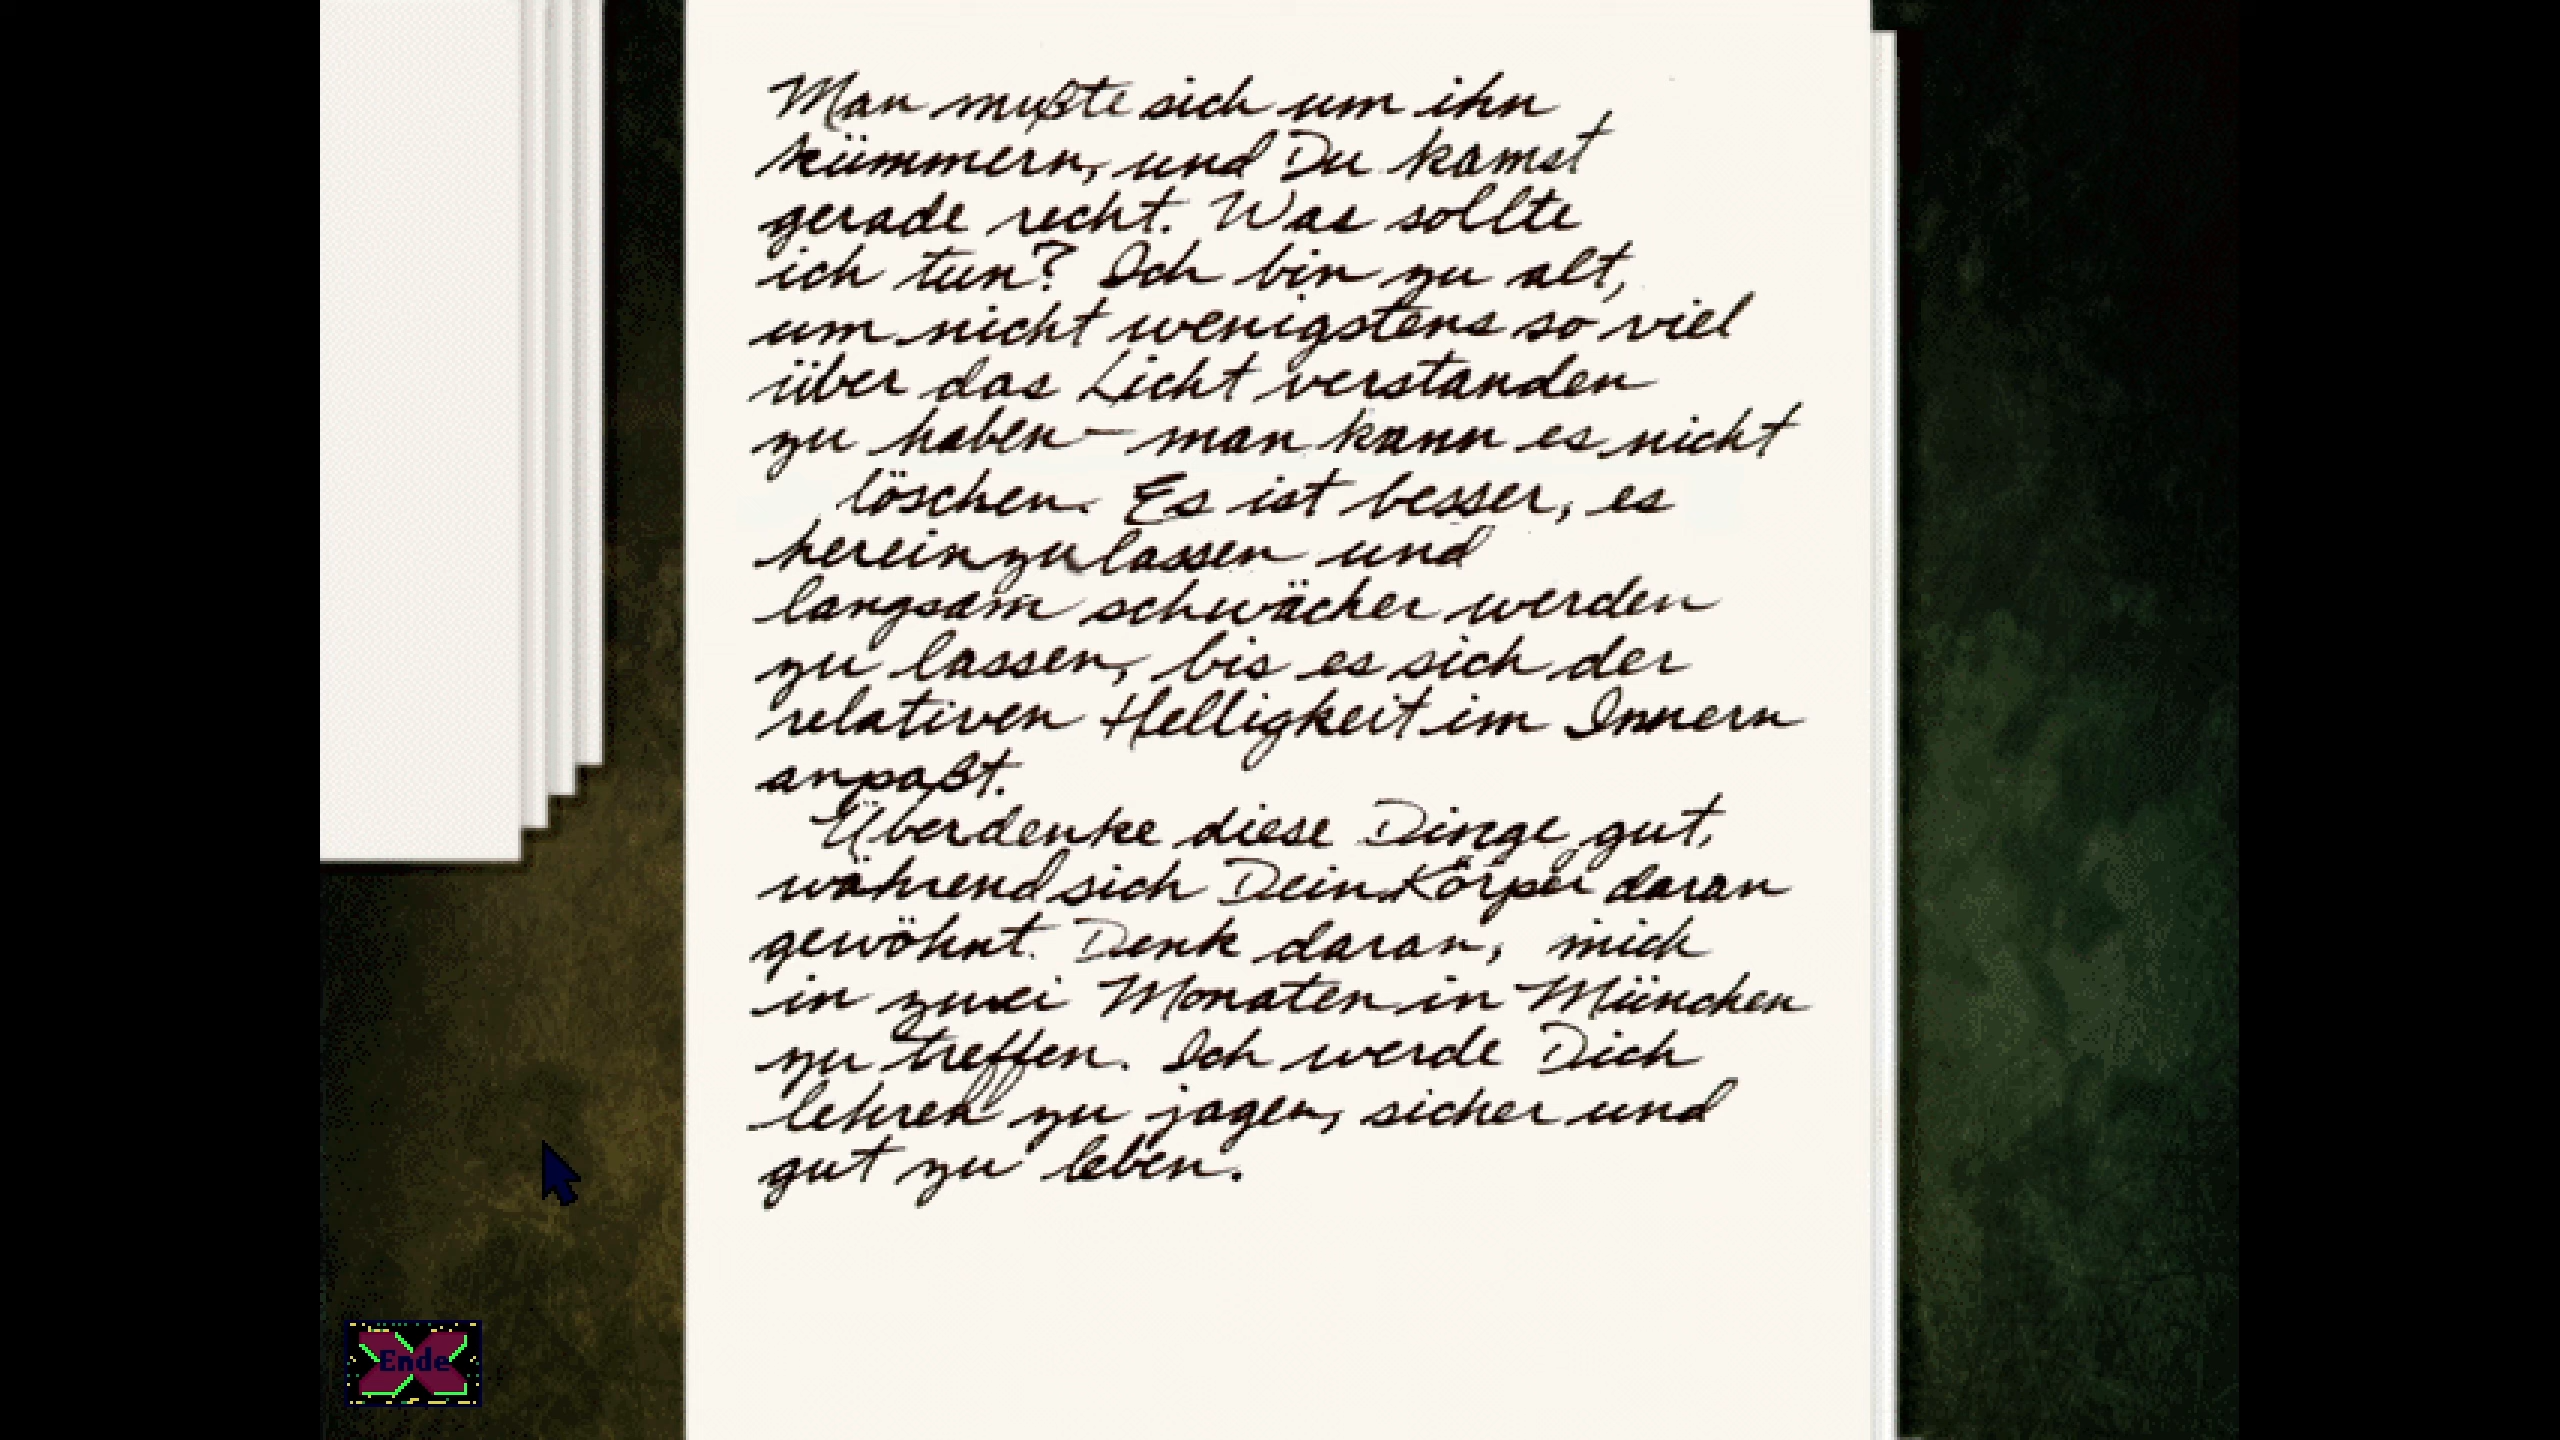 Man mußte sich um ihn
kümmern, und Du kamst
gerade recht. Was sollte
ich tun? Ich bin zu alt,
um nicht wenigstens so viel
über das Licht verstanden
zu haben – man kann es nicht
löschen. Es ist besser, es
hereinzulassen und
langsam schwächer werden
zu lassen, bis es sich der
relativen Helligkeit im Innern
anpaßt.
Überdenke diese Dinge gut,
während sich Dein Körper daran
gewöhnt. Denk daran, mich
in zwei Monaten in München
zu treffen. Ich werde Dich
lehren zu jagen, sicher und
gut zu leben.
Ende